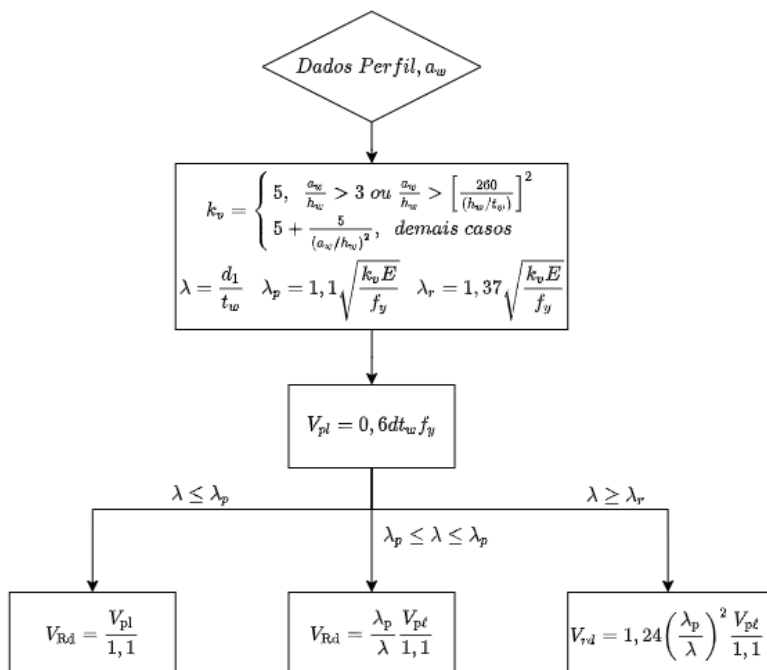 Dados Perfil, a_w
k_v = { 5, a_w/h_w > 3 ou a_w/h_w > [260/(h_w/t_w)]^2
5 + 5/(a_w/h_w)^2, demais casos
λ = d_1/t_w λ_p = 1,1√(k_v E/f_y) λ_r = 1,37√(k_v E/f_y)
V_pl = 0,6dt_w f_y
λ ≤ λ_p
λ ≥ λ_r
λ_p ≤ λ ≤ λ_p
V_Rd = V_pl/1,1
V_Rd = λ_p/λ V_pℓ/1,1
V_rd = 1,24(λ_p/λ)^2 V_pℓ/1,1